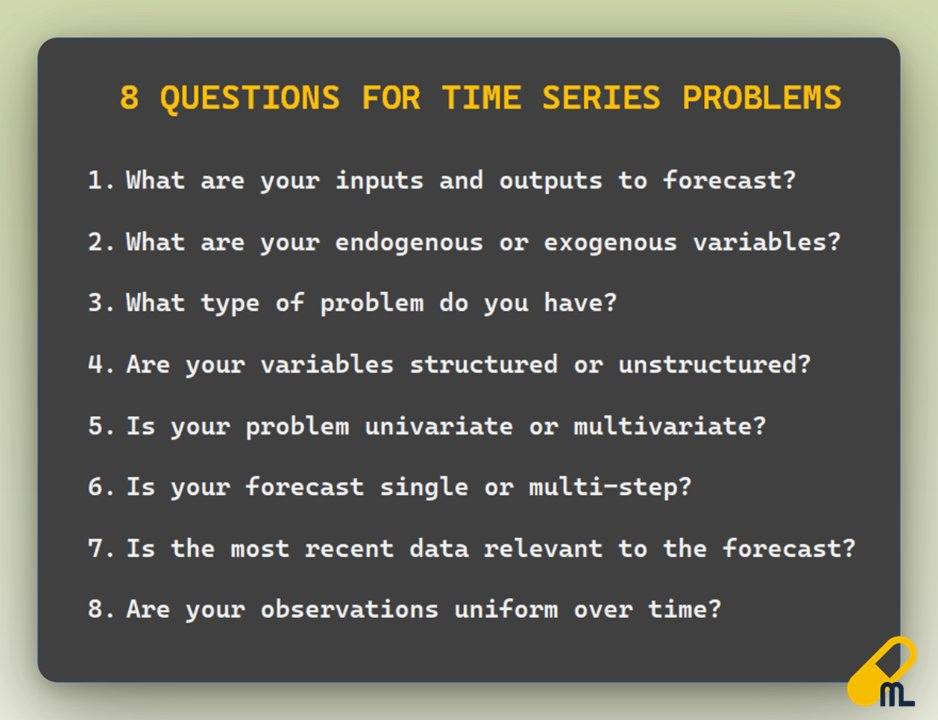 8 QUESTIONS FOR TIME SERIES PROBLEMS
1. What are your inputs and outputs to forecast?
2. What are your endogenous or exogenous variables?
3. What type of problem do you have?
4. Are your variables structured or unstructured?
5. Is your problem univariate or multivariate?
6. Is your forecast single or multi-step?
7. Is the most recent data relevant to the forecast?
8. Are your observations uniform over time?
ML